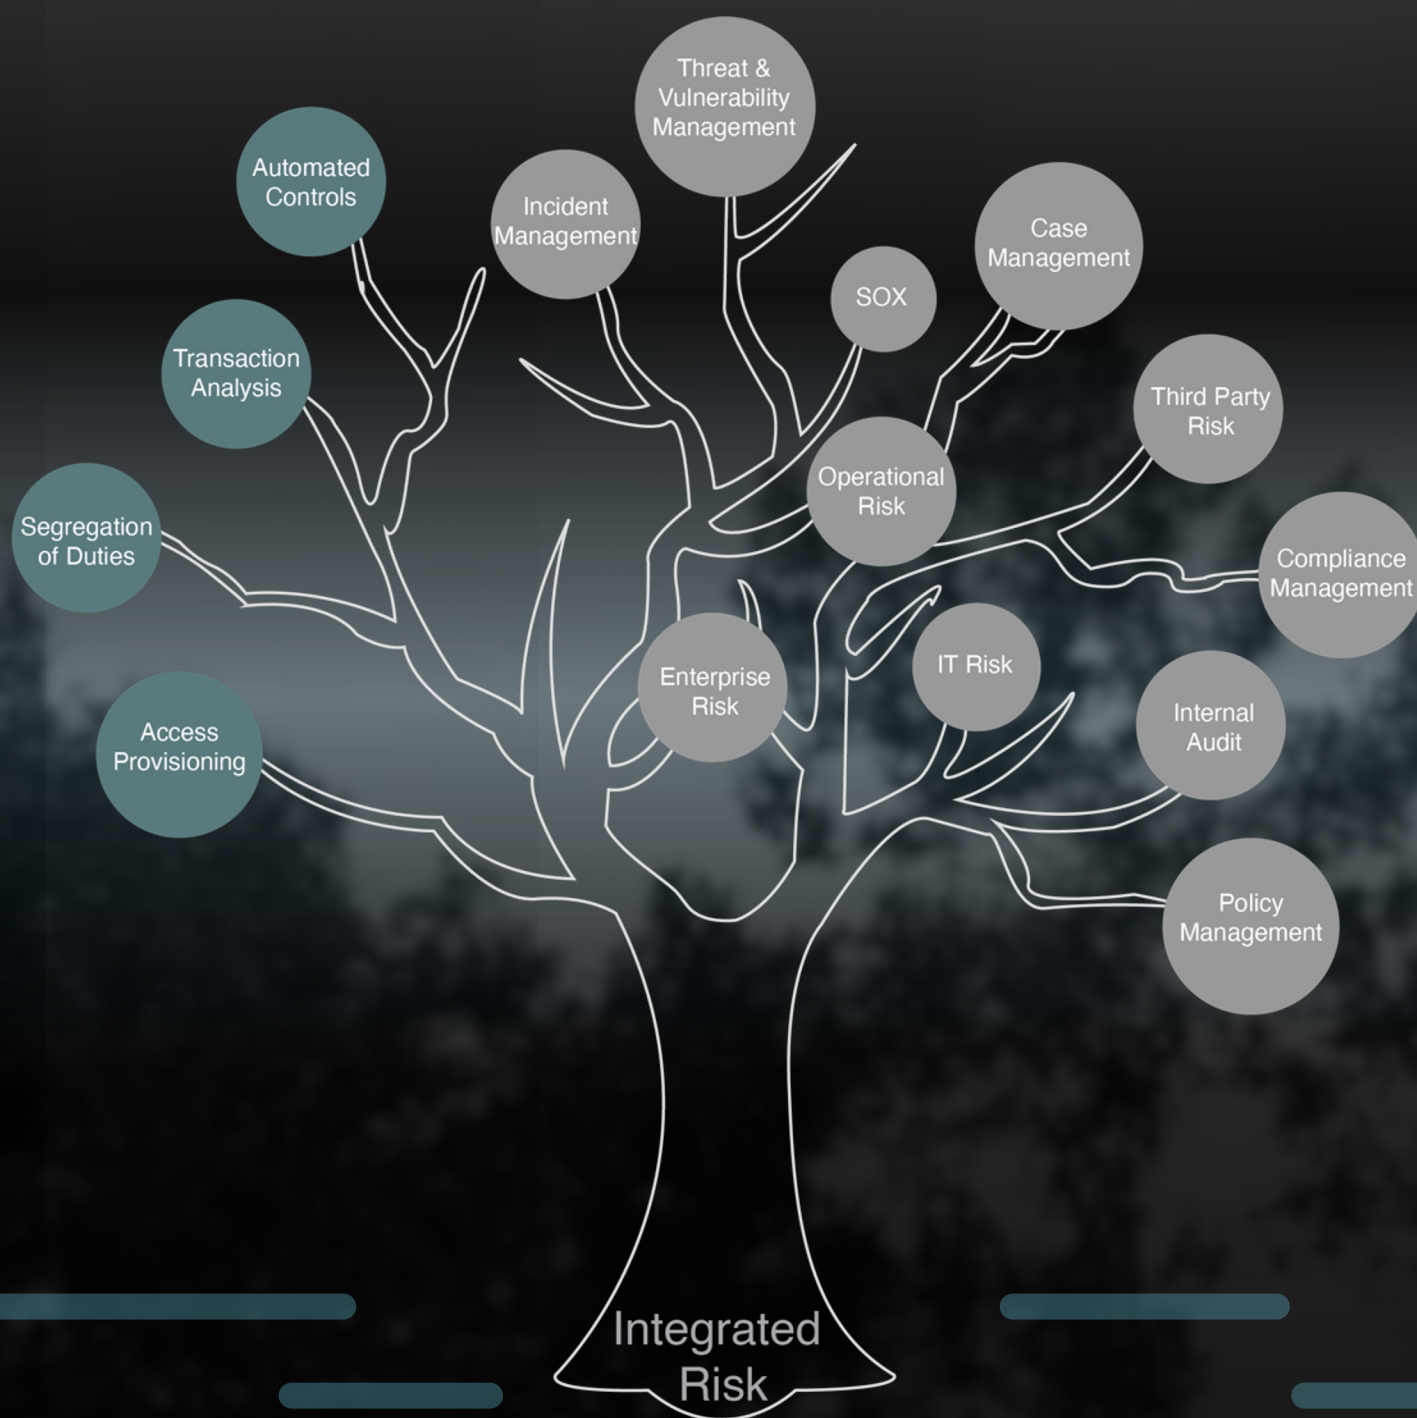 Threat &
Vulnerability
Management
Automated
Controls
Incident
Management
Case
Management
SOX
Transaction
Analysis
Third Party
Risk
Operational
Risk
Segregation
of Duties
Compliance
Management
Enterprise
Risk
IT Risk
Internal
Audit
Access
Provisioning
Policy
Management
Integrated
Risk